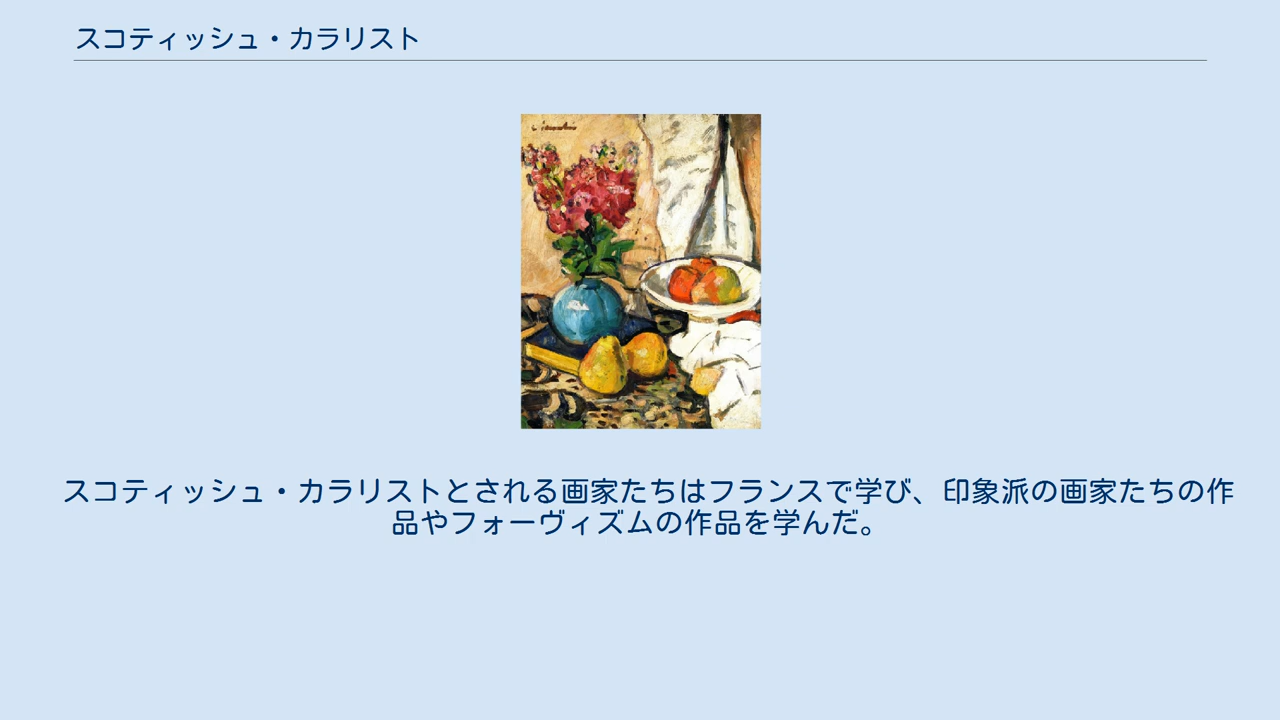 スコティッシュ・カラリスト
スコティッシュ・カラリストとされる画家たちはフランスで学び、印象派の画家たちの作
品やフォーヴィズムの作品を学んだ。